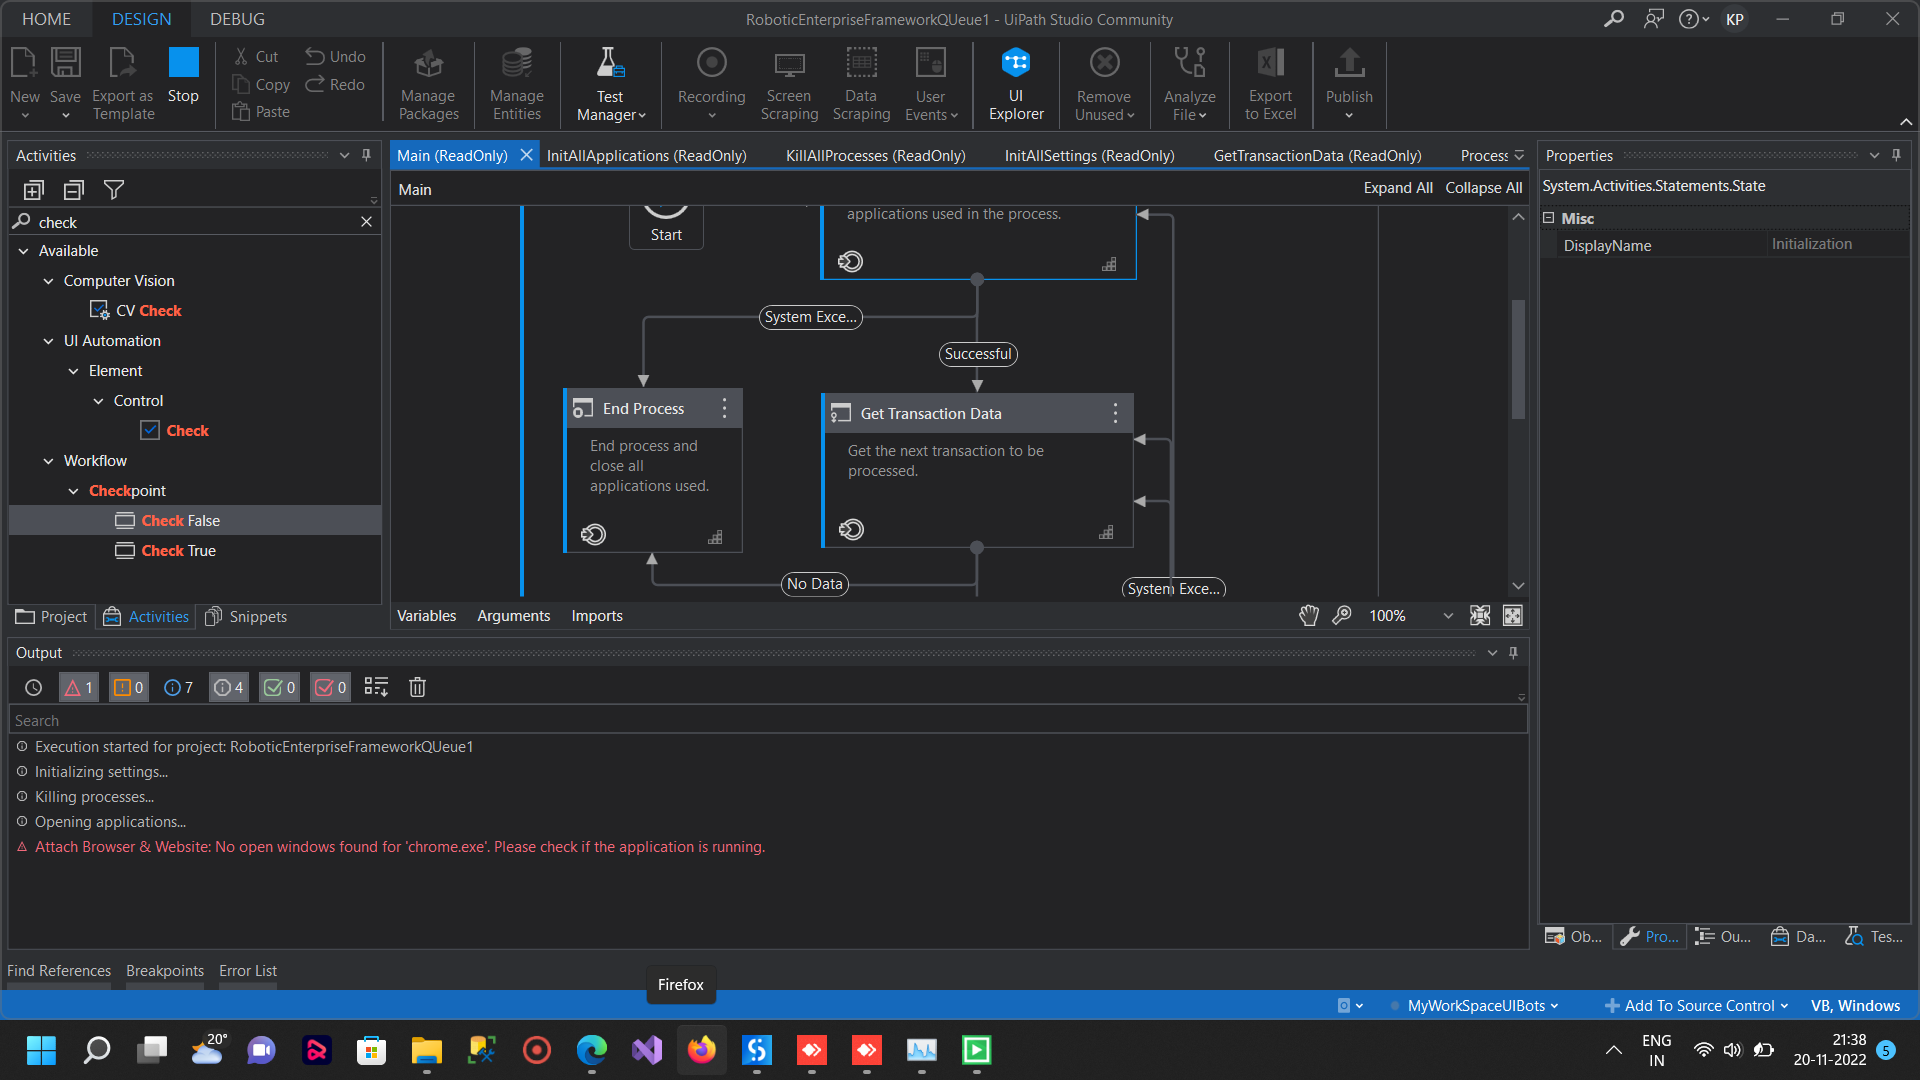 HOME DESIGN DEBUG
RoboticEnterpriseFrameworkQUeue1 - UiPath Studio Community
KP
New
Save
Export as
Template
Stop
Cut
Copy
Paste
Undo
Redo
Manage
Packages
Manage
Entities
Test
Manager
Recording
Screen
Scraping
Data
Scraping
User
Events
UI
Explorer
Remove
Unused
Analyze
File
Export
to Excel
Publish
Activities
check
Available
Computer Vision
CV Check
UI Automation
Element
Control
Check
Workflow
Checkpoint
Check False
Check True
Project
Activities
Snippets
Main (ReadOnly)
InitAllApplications (ReadOnly)
KillAllProcesses (ReadOnly)
InitAllSettings (ReadOnly)
GetTransactionData (ReadOnly)
Process
Main
Expand All Collapse All
Start
applications used in the process.
System Exce...
Successful
End Process
End process and
close all
applications used.
Get Transaction Data
Get the next transaction to be
processed.
No Data
System Exce...
Variables Arguments Imports
100%
Properties
System.Activities.Statements.State
Misc
DisplayName Initialization
Ob... Pro... Ou... Da... Tes...
Output
1 0 7 4 0 0
Search
Execution started for project: RoboticEnterpriseFrameworkQUeue1
Initializing settings...
Killing processes...
Opening applications...
Attach Browser & Website: No open windows found for 'chrome.exe'. Please check if the application is running.
Find References Breakpoints Error List
Firefox
MyWorkSpaceUIBots
Add To Source Control
VB, Windows
20°
ENG
IN
21:38
20-11-2022
5